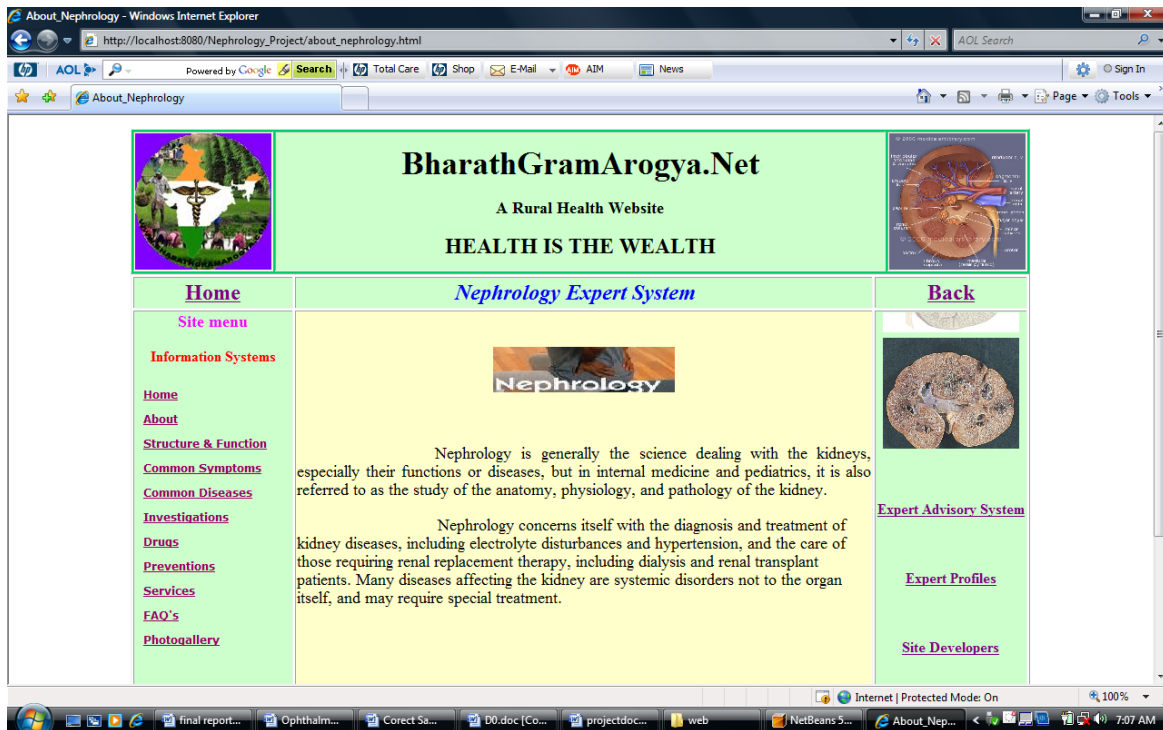 About_Nephrology - Windows Internet Explorer
http://localhost:8080/Nephrology_Project/about_nephrology.html
AOL Search
AOL
Powered by Google
Search
Total Care
Shop
E-Mail
AIM
News
Sign In
About_Nephrology
Page
Tools
BharathGramArogya.Net
A Rural Health Website
HEALTH IS THE WEALTH
Home
Nephrology Expert System
Back
Site menu
Information Systems
Home
About
Structure & Function
Common Symptoms
Common Diseases
Investigations
Drugs
Preventions
Services
FAQ's
Photogallery
Nephrology
Nephrology is generally the science dealing with the kidneys,
especially their functions or diseases, but in internal medicine and pediatrics, it is also
referred to as the study of the anatomy, physiology, and pathology of the kidney.
Nephrology concerns itself with the diagnosis and treatment of
kidney diseases, including electrolyte disturbances and hypertension, and the care of
those requiring renal replacement therapy, including dialysis and renal transplant
patients. Many diseases affecting the kidney are systemic disorders not to the organ
itself, and may require special treatment.
Expert Advisory System
Expert Profiles
Site Developers
Internet | Protected Mode: On
100%
final report...
Ophthalm...
Corect Sa...
D0.doc [Co...
projectdoc...
web
NetBeans 5...
About_Nep...
7:07 AM